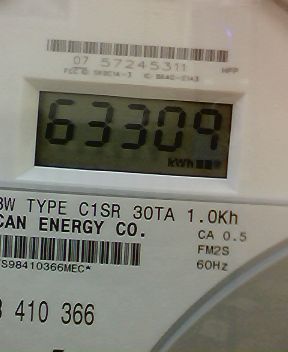 07 57245311
63309
kWh
3W TYPE C1SR 30TA 1.0Kh
CAN ENERGY CO.
CA 0.5
FM2S
60Hz
S98410366MEC*
410 366